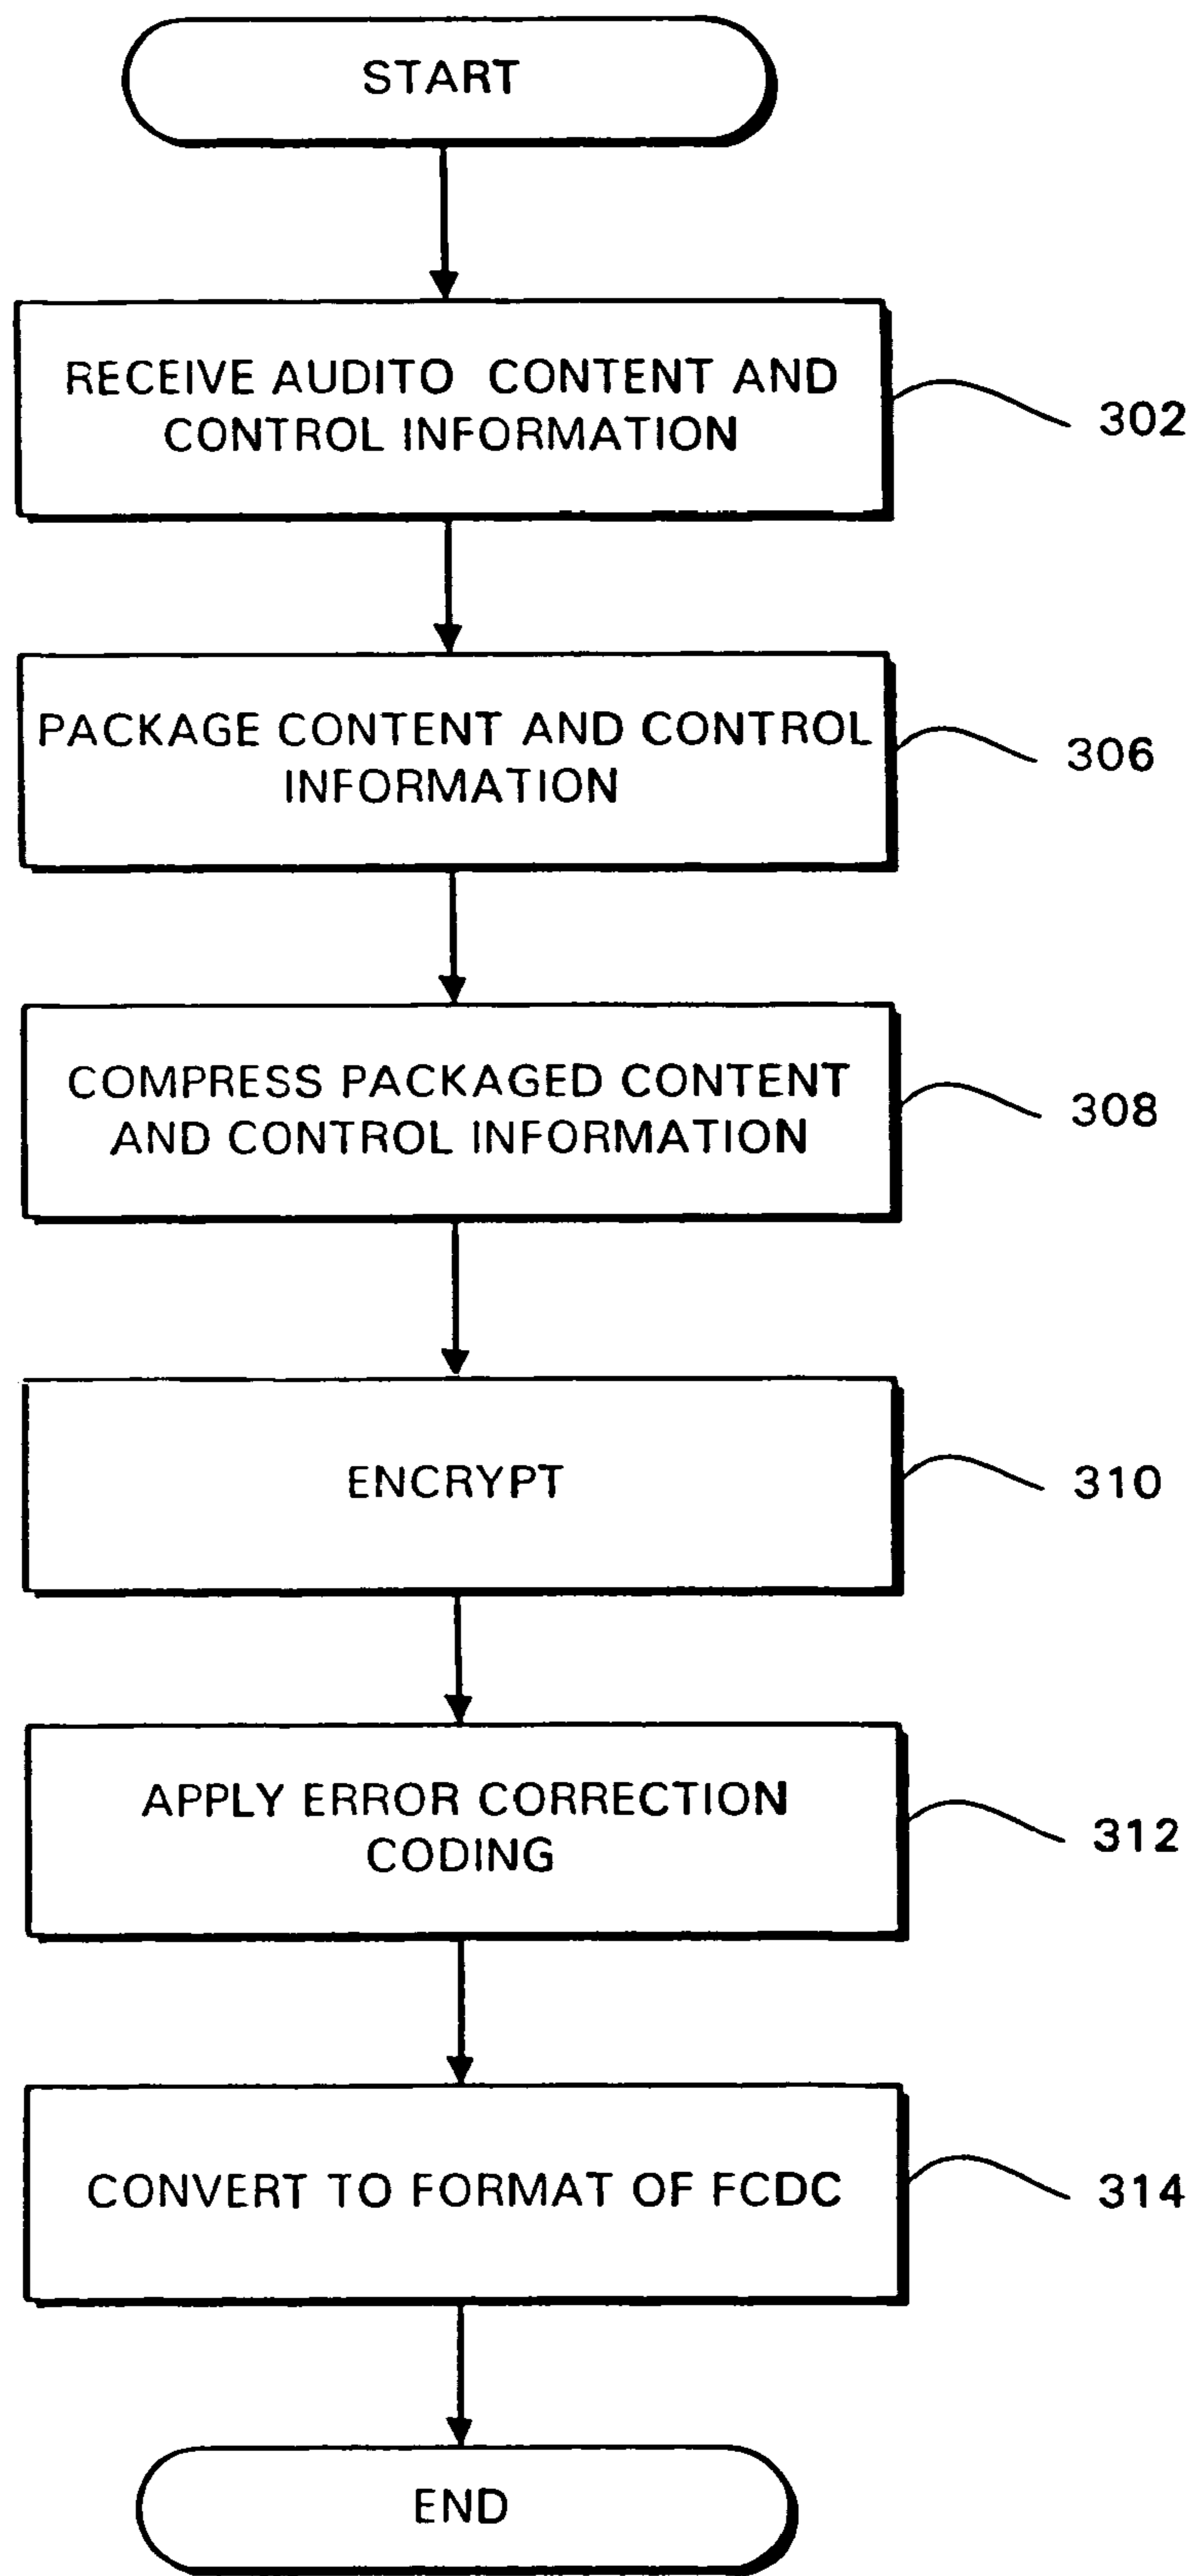 START
RECEIVE AUDITO CONTENT AND
CONTROL INFORMATION
302
PACKAGE CONTENT AND CONTROL
INFORMATION
306
COMPRESS PACKAGED CONTENT
AND CONTROL INFORMATION
308
ENCRYPT
310
APPLY ERROR CORRECTION
CODING
312
CONVERT TO FORMAT OF FCDC
314
END